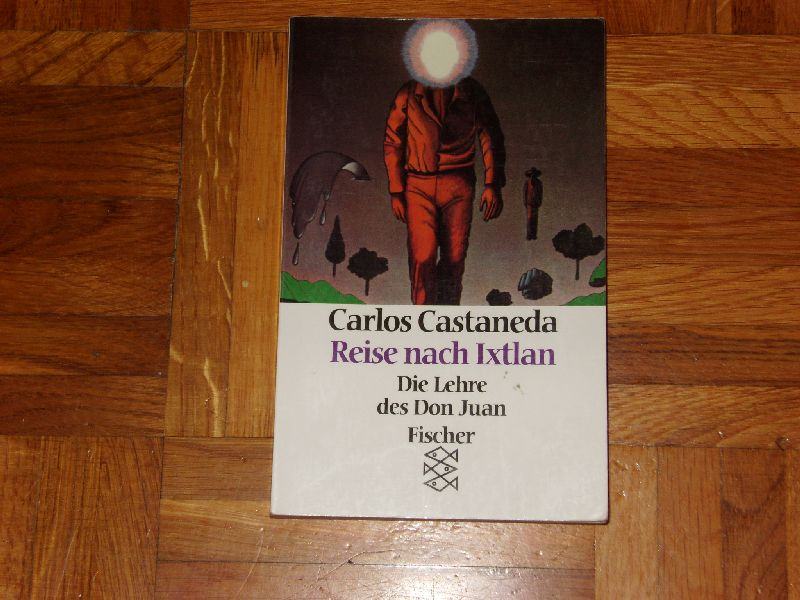 Carlos Castaneda
Reise nach Ixtlan
Die Lehre
des Don Juan
Fischer